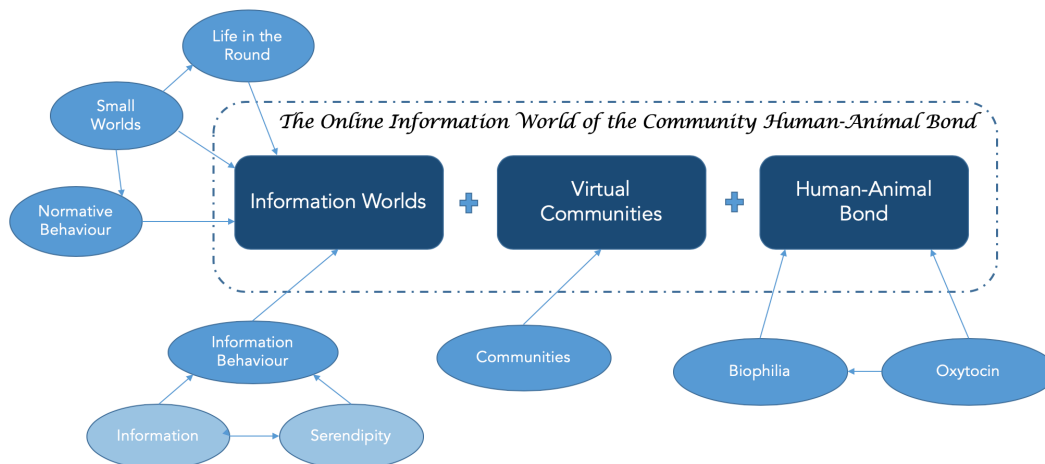 Life in the
Round
Small
Worlds
The Online Information World of the Community Human-Animal Bond
Information Worlds
Virtual
Communities
Human-Animal
Bond
Normative
Behaviour
Information
Behaviour
Communities
Biophilia
Oxytocin
Information
Serendipity